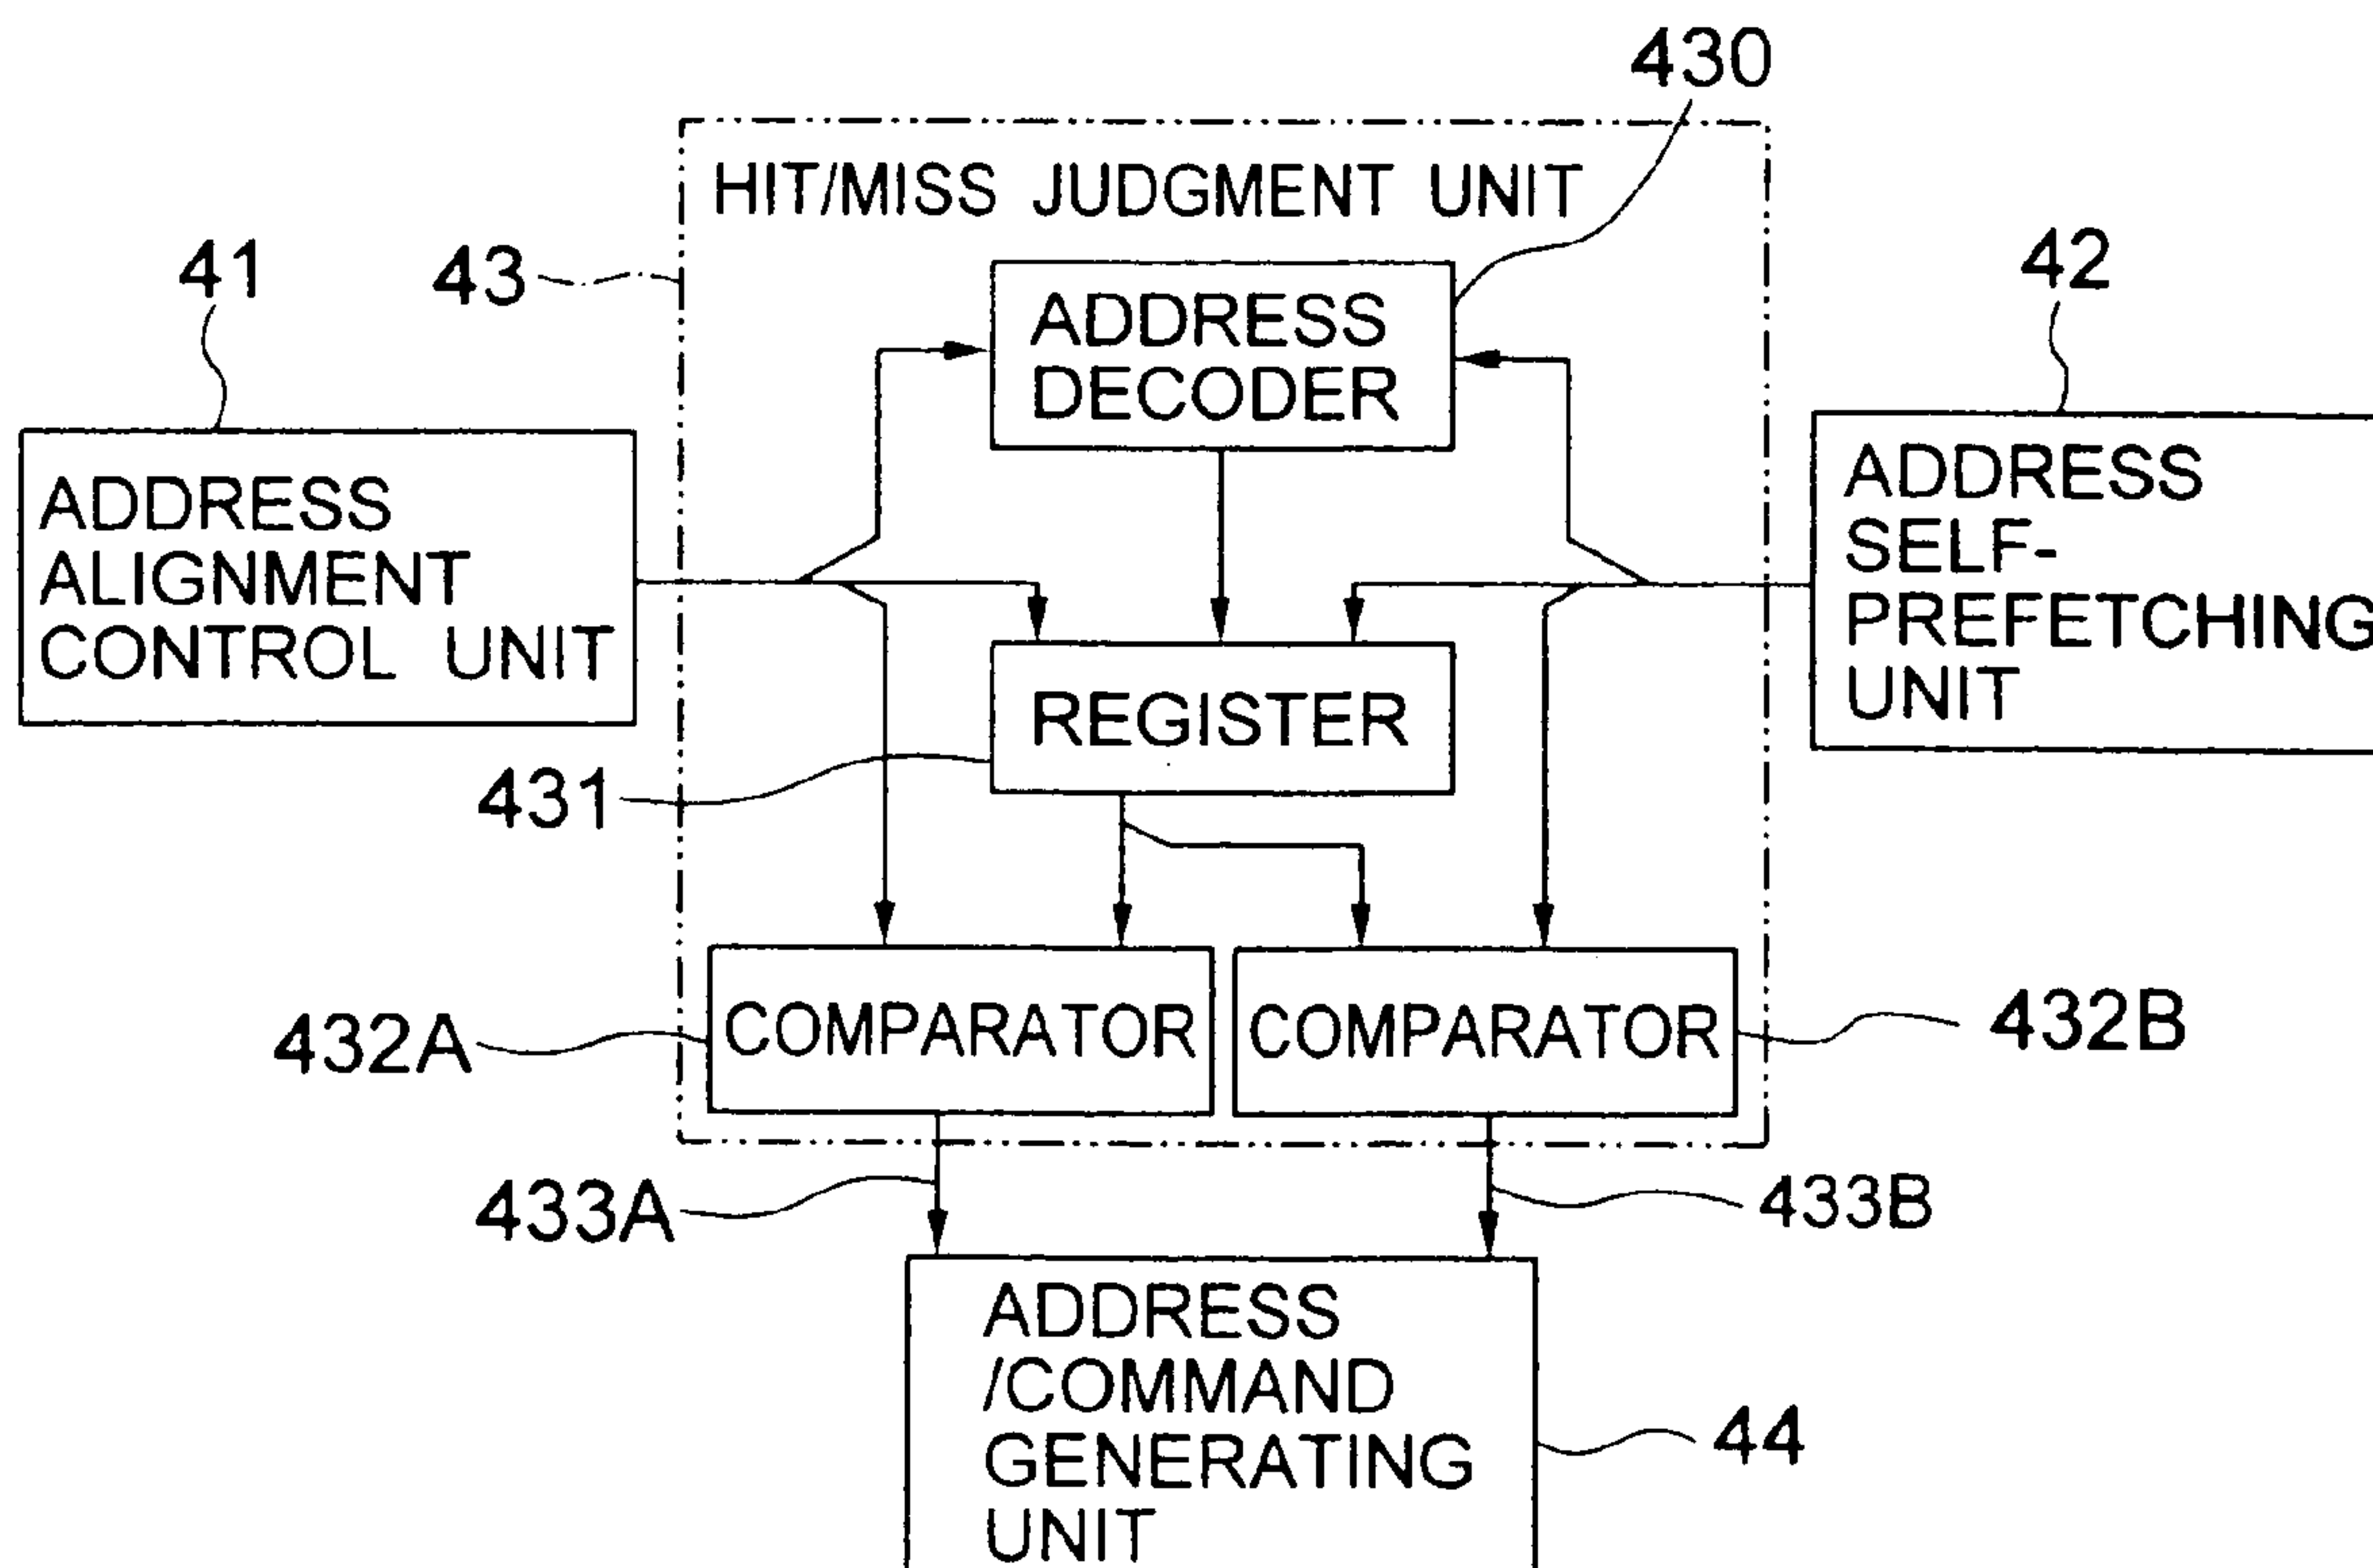 430
HIT/MISS JUDGMENT UNIT
41
43
42
ADDRESS
DECODER
ADDRESS
ALIGNMENT
CONTROL UNIT
ADDRESS
SELF-
PREFETCHING
UNIT
REGISTER
431
COMPARATOR
COMPARATOR
432A
432B
433A
433B
ADDRESS
/COMMAND
GENERATING
UNIT
44